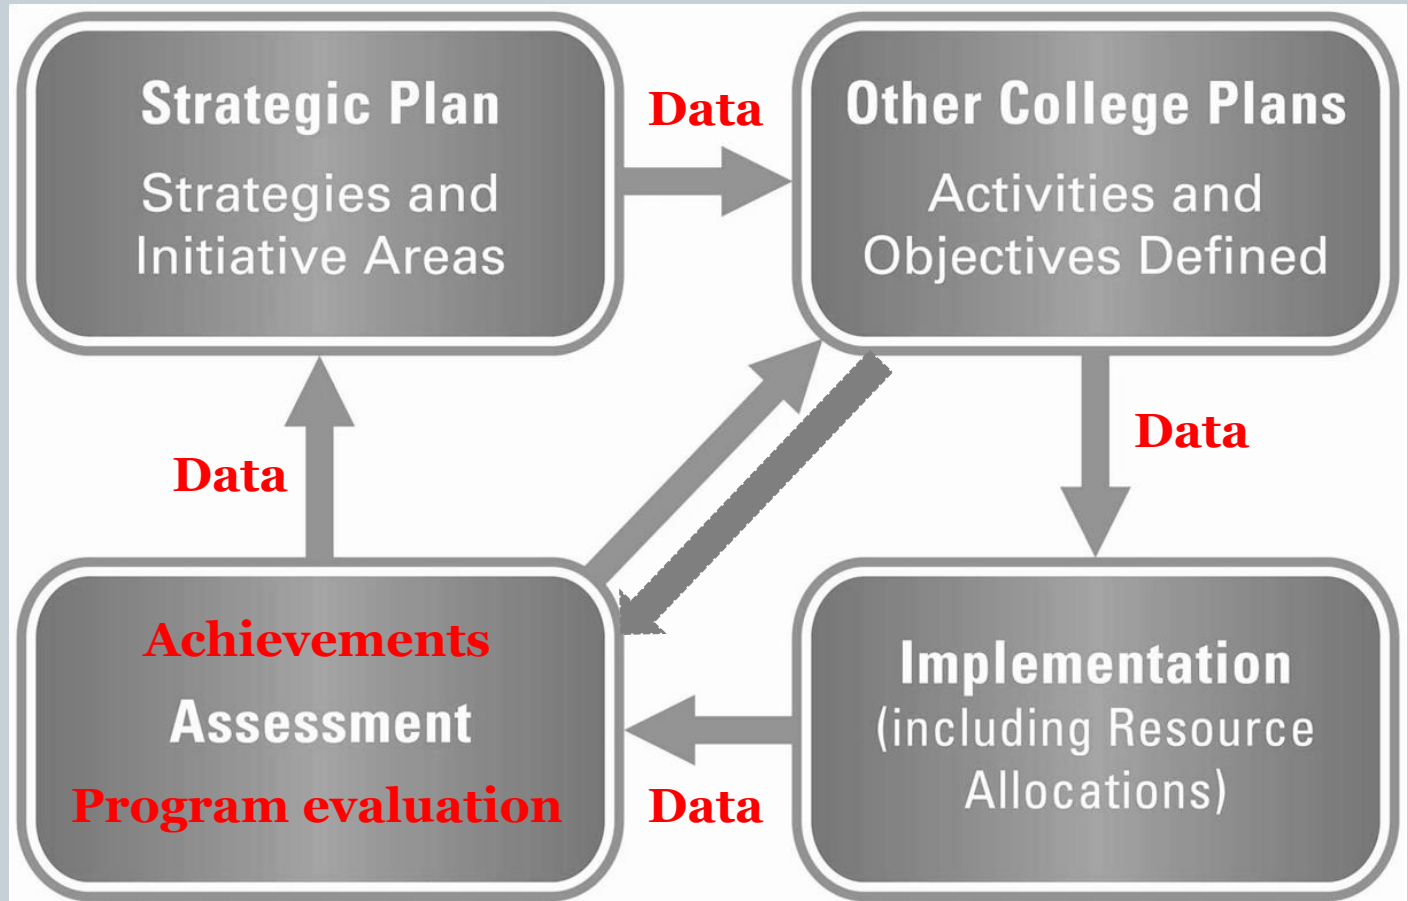 Strategic Plan
Strategies and
Initiative Areas
Data
Other College Plans
Activities and
Objectives Defined
Data
Data
Achievements
Assessment
Program evaluation
Data
Implementation
(including Resource
Allocations)